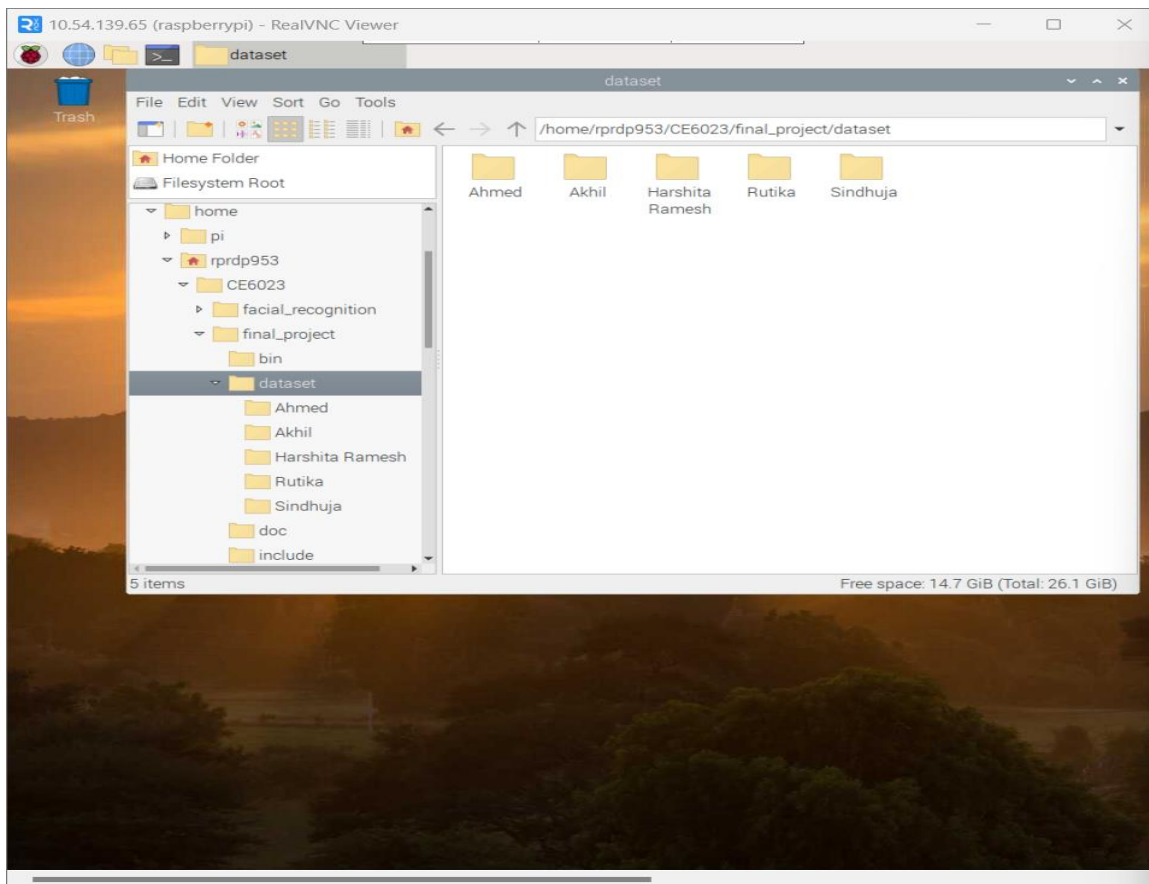 10.54.139.65 (raspberrypi) - RealVNC Viewer
dataset
Trash
dataset
File Edit View Sort Go Tools
/home/rprdp953/CE6023/final_project/dataset
Home Folder
Filesystem Root
home
pi
rprdp953
CE6023
facial_recognition
final_project
bin
dataset
Ahmed
Akhil
Harshita Ramesh
Rutika
Sindhuja
doc
include
Ahmed Akhil Harshita Rutika Sindhuja
Ramesh
5 items Free space: 14.7 GiB (Total: 26.1 GiB)